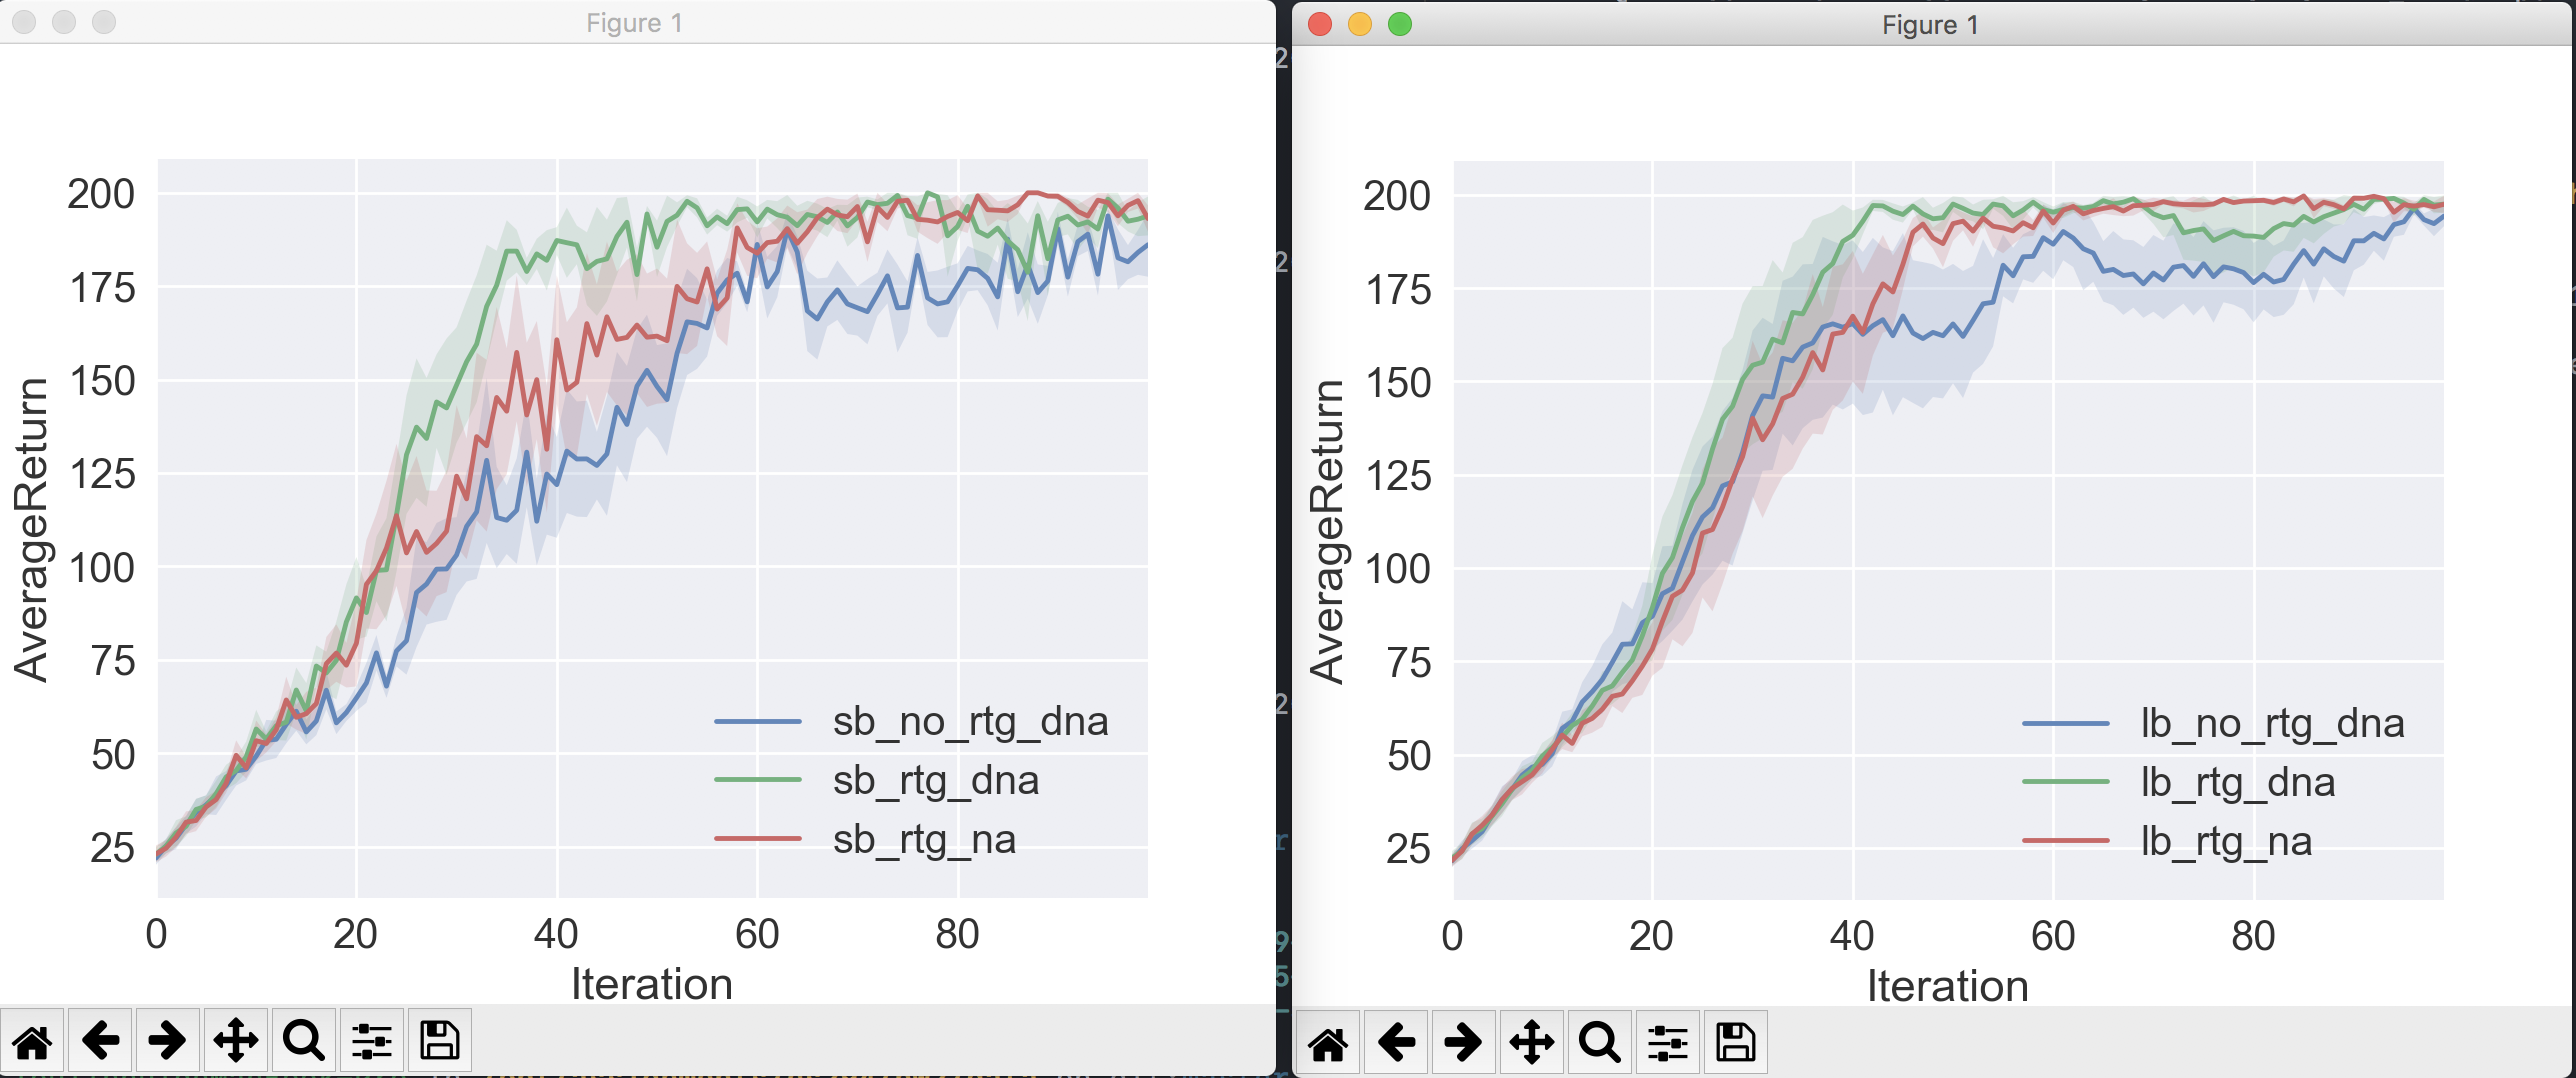 Figure 1
200
175
150
125
100
75
50
25
AverageReturn
sb_no_rtg_dna
sb_rtg_dna
sb_rtg_na
0 20 40 60 80
Iteration
Figure 1
200
175
150
125
100
75
50
25
AverageReturn
lb_no_rtg_dna
lb_rtg_dna
lb_rtg_na
0 20 40 60 80
Iteration